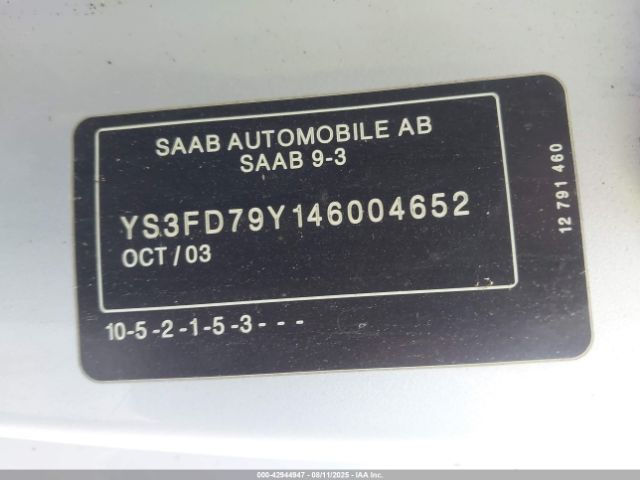 SAAB AUTOMOBILE AB
SAAB 9-3
YS3FD79Y146004652
OCT / 03
10-5-2-1-5-3- - -
12 791 460
000-42944947 - 08/11/2025 - IAA Inc.